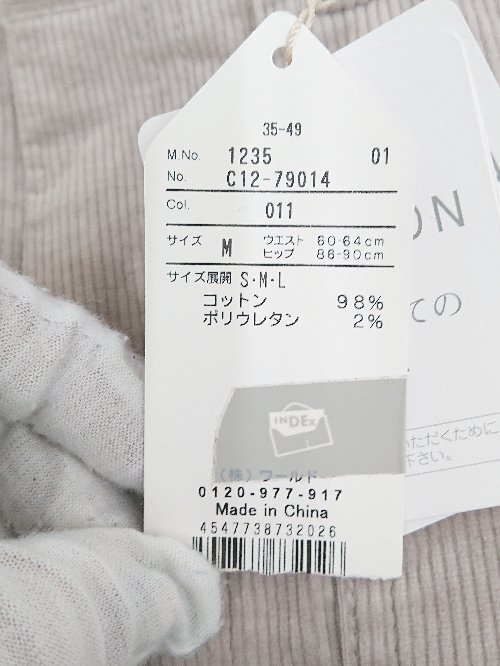 35-49
M.No. 1235 01
No. C12-79014
Col. 011
サイズ M ウエスト 60-64cm
ヒップ 86-90cm
サイズ展開 S・M・L
コットン 98%
ポリウレタン 2%
INDEX
(株)ワールド
0120-977-917
Made in China
4547738732026
ON
ての
ただくために
下さい。